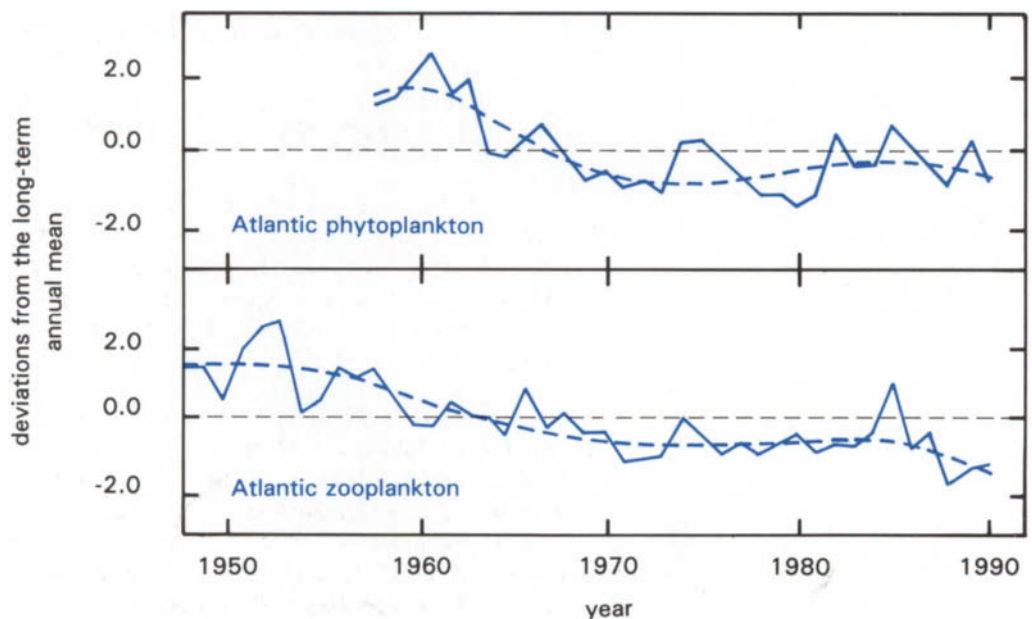 deviations from the long-term
annual mean
2.0
0.0
-2.0
Atlantic phytoplankton
2.0
0.0
-2.0
Atlantic zooplankton
1950
1960
1970
1980
1990
year